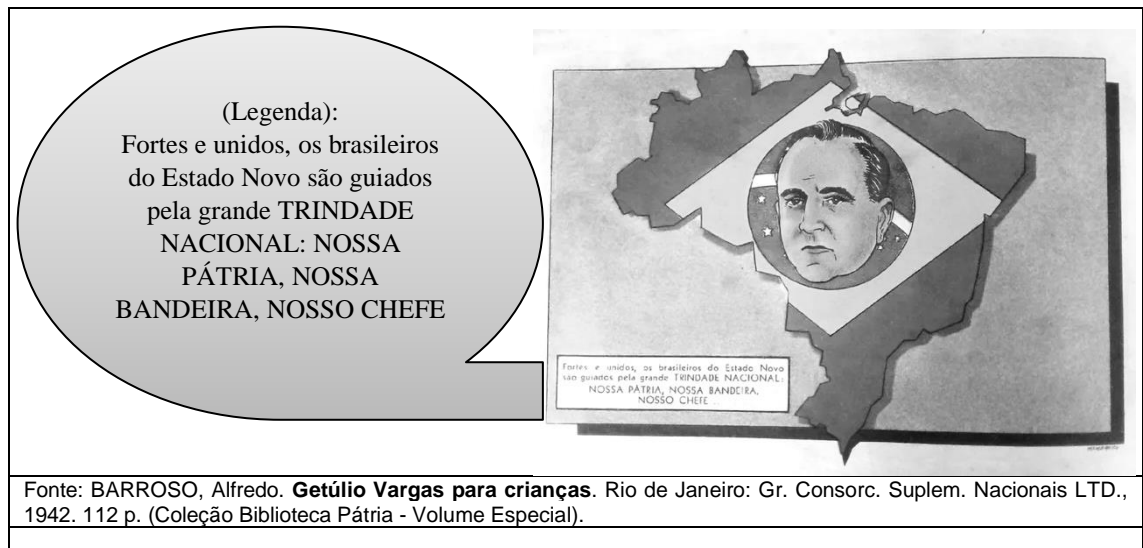 (Legenda):
Fortes e unidos, os brasileiros
do Estado Novo são guiados
pela grande TRINDADE
NACIONAL: NOSSA
PÁTRIA, NOSSA
BANDEIRA, NOSSO CHEFE
Fortes e unidos, os brasileiros do Estado Novo
são guiados pela grande TRINDADE NACIONAL:
NOSSA PÁTRIA, NOSSA BANDEIRA,
NOSSO CHEFE...
Fonte: BARROSO, Alfredo. Getúlio Vargas para crianças. Rio de Janeiro: Gr. Consorc. Suplem. Nacionais LTD.,
1942. 112 p. (Coleção Biblioteca Pátria - Volume Especial).